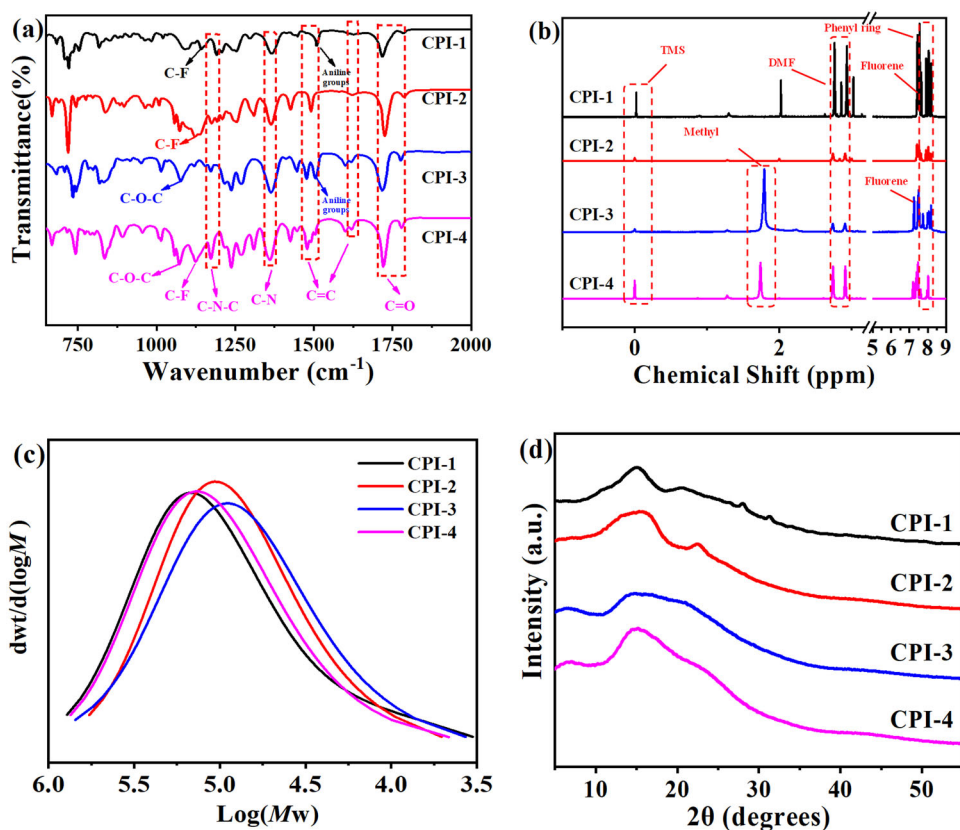 (a)
CPI-1
C-F
Aniline
groups
CPI-2
C-F
CPI-3
C-O-C
Aniline
groups
CPI-4
C-O-C
C-F
C-N-C
C-N
C=C
C=O
Transmittance(%)
750
1000
1250
1500
1750
2000
Wavenumber (cm⁻¹)
(b)
TMS
DMF
Phenyl ring
Fluorene
CPI-1
Methyl
CPI-2
CPI-3
Fluorene
CPI-4
0
2
5
6
7
8
9
Chemical Shift (ppm)
(c)
CPI-1
CPI-2
CPI-3
CPI-4
dwt/d(logM)
6.0
5.5
5.0
4.5
4.0
3.5
Log(Mw)
(d)
CPI-1
CPI-2
CPI-3
CPI-4
Intensity (a.u.)
10
20
30
40
50
2θ (degrees)